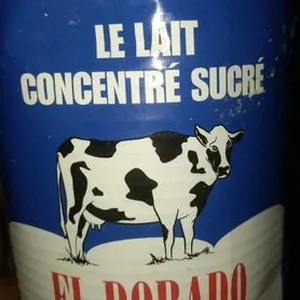 LE LAIT
CONCENTRÉ SUCRÉ
EL DORADO